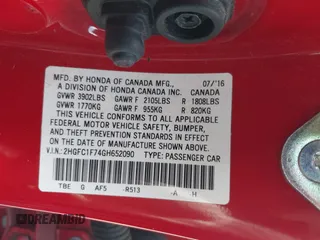 MFD. BY HONDA OF CANADA MFG., 07/16
A DIVISION OF HONDA CANADA INC. CANADA
GVWR 3902LBS GAWR F 2105LBS R 1808LBS
GVWR 1770KG GAWR F 955KG R 820KG
THIS VEHICLE CONFORMS TO ALL APPLICABLE
FEDERAL MOTOR VEHICLE SAFETY, BUMPER,
AND THEFT PREVENTION STANDARDS IN EFFECT
ON THE DATE OF MANUFACTURE SHOWN ABOVE.
V.I.N: 2HGFC1F74GH652090 TYPE: PASSENGER CAR
TBE G AF5 -R513 -A H
DREAMBID